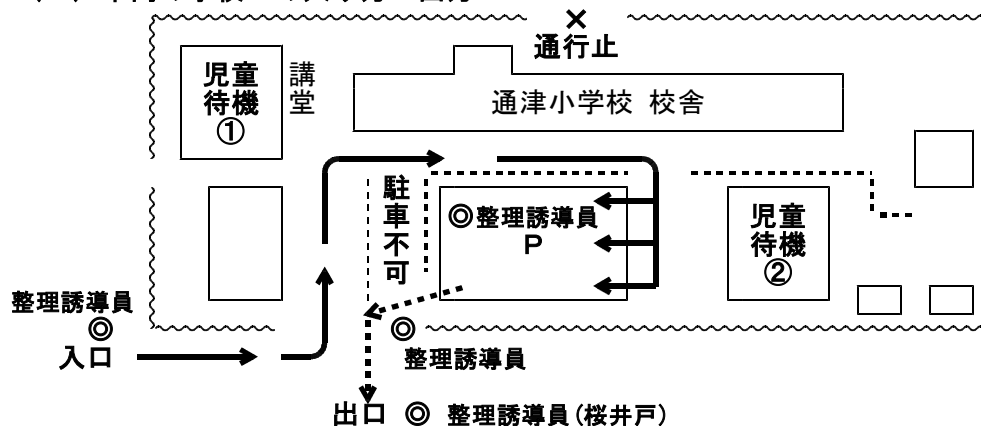 ×
通行止
児童
待機
①
講堂
通津小学校 校舎
駐車不可
◎整理誘導員
P
児童
待機
②
整理誘導員
◎
入口
◎
整理誘導員
出口 ◎ 整理誘導員(桜井戸)